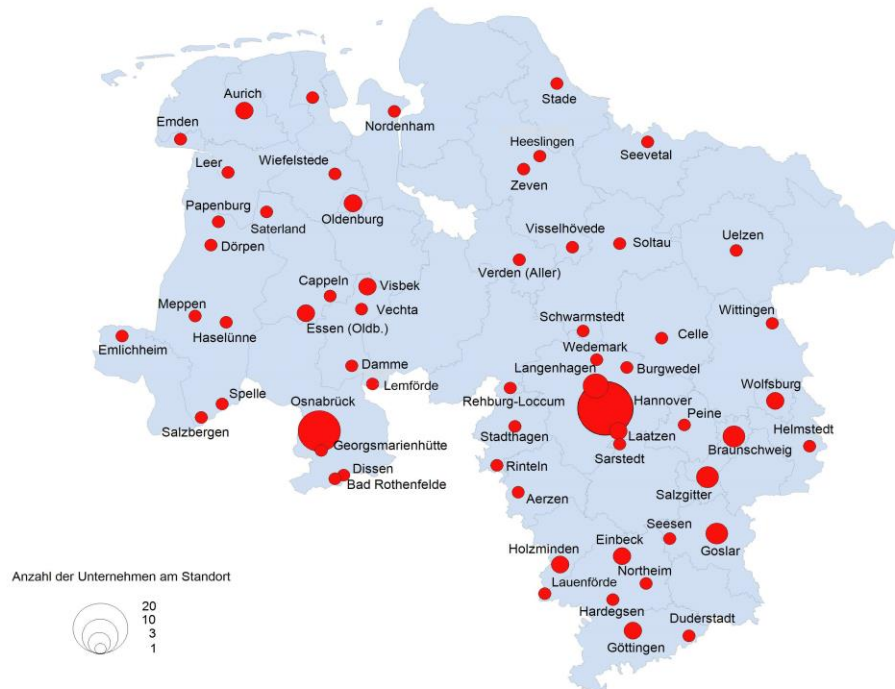 Aurich
Stade
Emden
Nordenham
Heeslingen
Seevetal
Leer
Wiefelstede
Zeven
Papenburg
Saterland
Oldenburg
Visselhövede
Soltau
Uelzen
Dörpen
Verden (Aller)
Cappeln
Visbek
Meppen
Vechta
Schwarmstedt
Wittingen
Haselünne
Essen (Oldb.)
Celle
Emlichheim
Wedemark
Damme
Langenhagen
Burgwedel
Lemförde
Wolfsburg
Spelle
Rehburg-Loccum
Hannover
Osnabrück
Peine
Helmstedt
Salzbergen
Stadthagen
Laatzen
Georgsmarienhütte
Braunschweig
Sarstedt
Dissen
Rinteln
Bad Rothenfelde
Aerzen
Salzgitter
Seesen
Einbeck
Goslar
Holzminden
Northeim
Lauenförde
Hardegsen
Duderstadt
Göttingen
Anzahl der Unternehmen am Standort
20
10
3
1